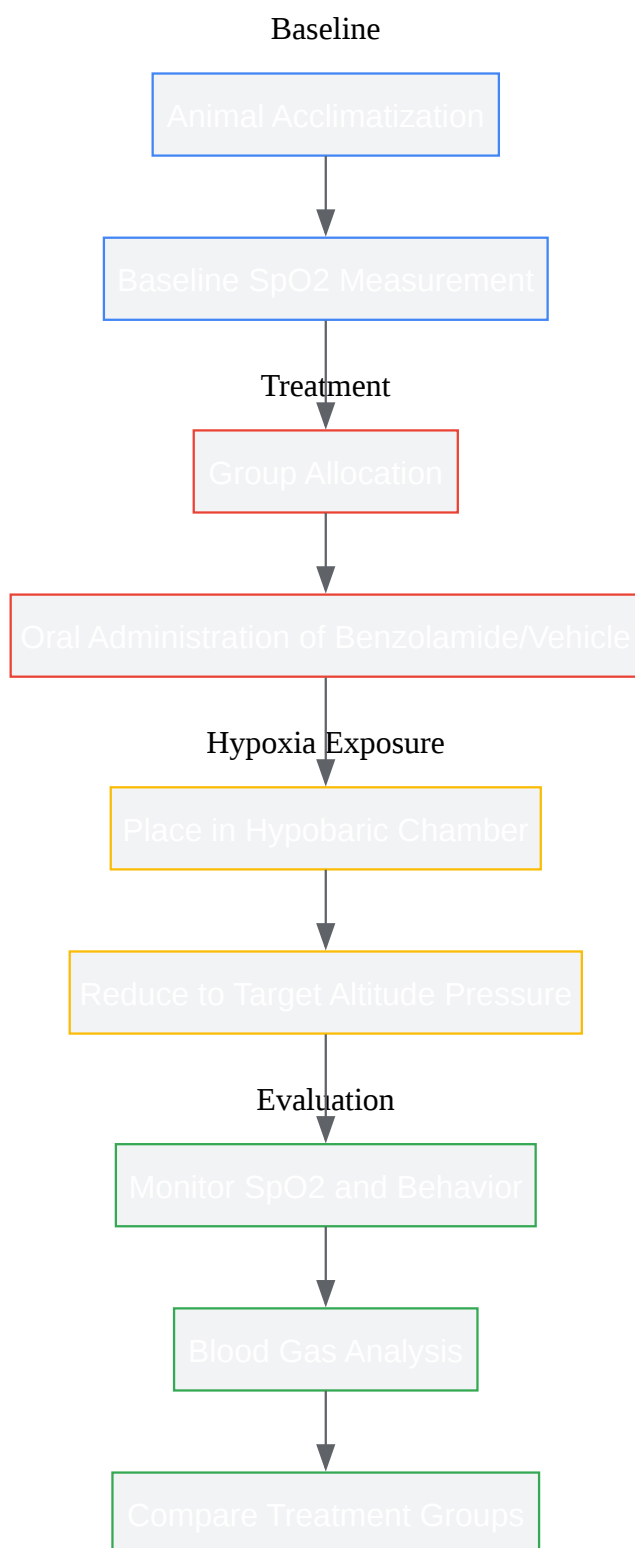 Baseline
Animal Acclimatization
Baseline SpO2 Measurement
Treatment
Group Allocation
Oral Administration of Benzolamide/Vehicle
Hypoxia Exposure
Place in Hypobaric Chamber
Reduce to Target Altitude Pressure
Evaluation
Monitor SpO2 and Behavior
Blood Gas Analysis
Compare Treatment Groups